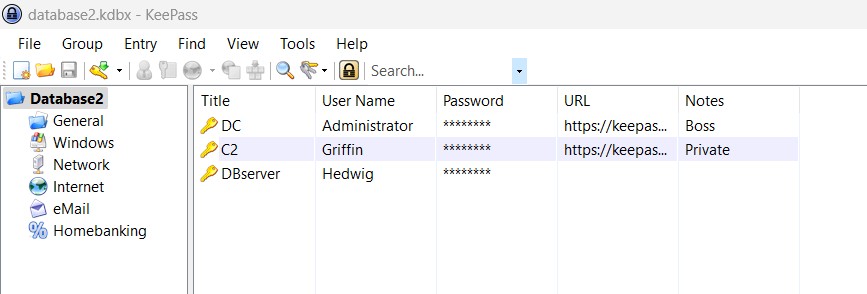 database2.kdbx - KeePass
File Group Entry Find View Tools Help
Search...
Database2
General
Windows
Network
Internet
eMail
Homebanking
Title User Name Password URL Notes
DC Administrator ******** https://keepas... Boss
C2 Griffin ******** https://keepas... Private
DBserver Hedwig ********